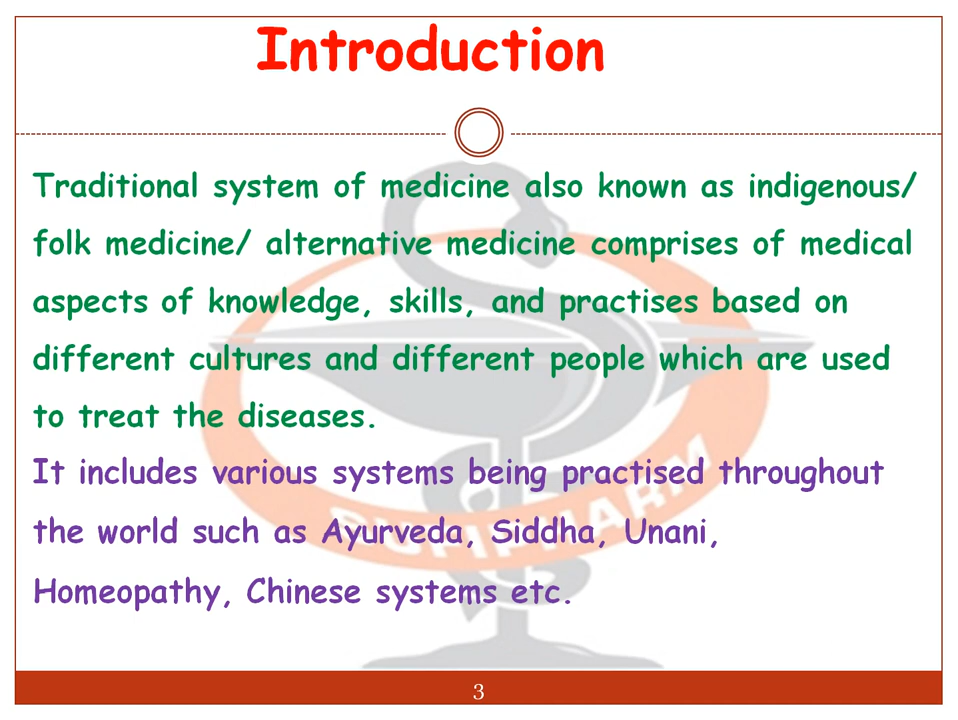 Introduction
Traditional system of medicine also known as indigenous/
folk medicine/ alternative medicine comprises of medical
aspects of knowledge, skills, and practises based on
different cultures and different people which are used
to treat the diseases.
It includes various systems being practised throughout
the world such as Ayurveda, Siddha, Unani,
Homeopathy, Chinese systems etc.
3